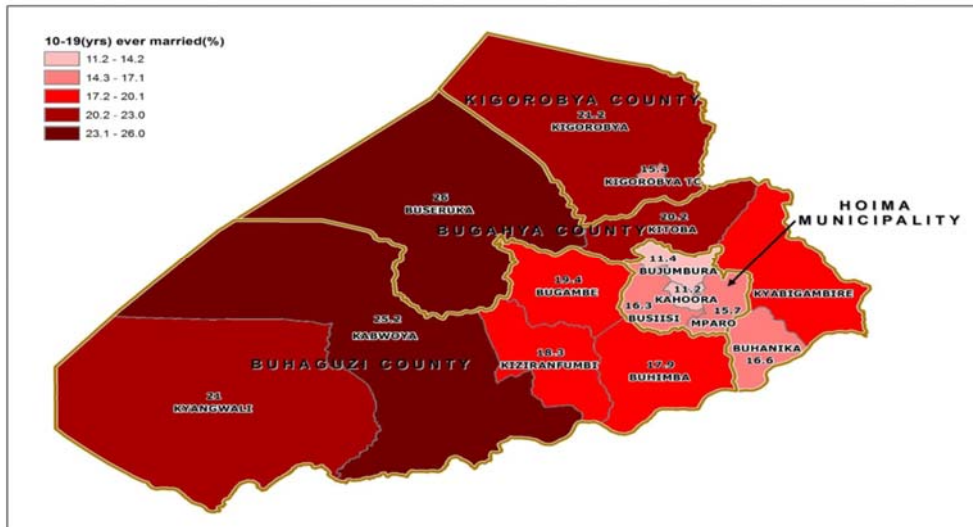 10-19(yrs) ever married(%)
11.2 - 14.2
14.3 - 17.1
17.2 - 20.1
20.2 - 23.0
23.1 - 26.0
KIGOROBYA COUNTY
21.2
KIGOROBYA
15.4
KIGOROBYA TC
HOIMA
MUNICIPALITY
26
BUSERUKA
20.2
KITOBA
BUGAHYA COUNTY
11.4
BUJUMBURA
19.4
BUGAMBE
11.2
KAHOORA
KYABIGAMBIRE
16.3
BUSIISI
15.7
MPARO
25.2
KABWOYA
BUHANIKA
16.6
18.3
KIZIRANFUMBI
17.9
BUHIMBA
BUHAGUZI COUNTY
21
KYANGWALI